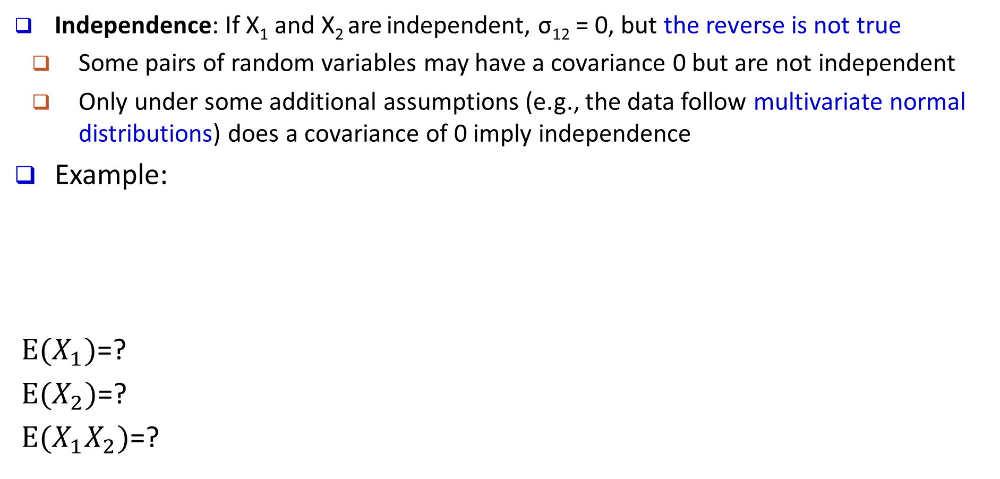 Independence: If X₁ and X₂ are independent, σ₁₂ = 0, but the reverse is not true
Some pairs of random variables may have a covariance 0 but are not independent
Only under some additional assumptions (e.g., the data follow multivariate normal
distributions) does a covariance of 0 imply independence
Example:
E(X₁)=?
E(X₂)=?
E(X₁X₂)=?